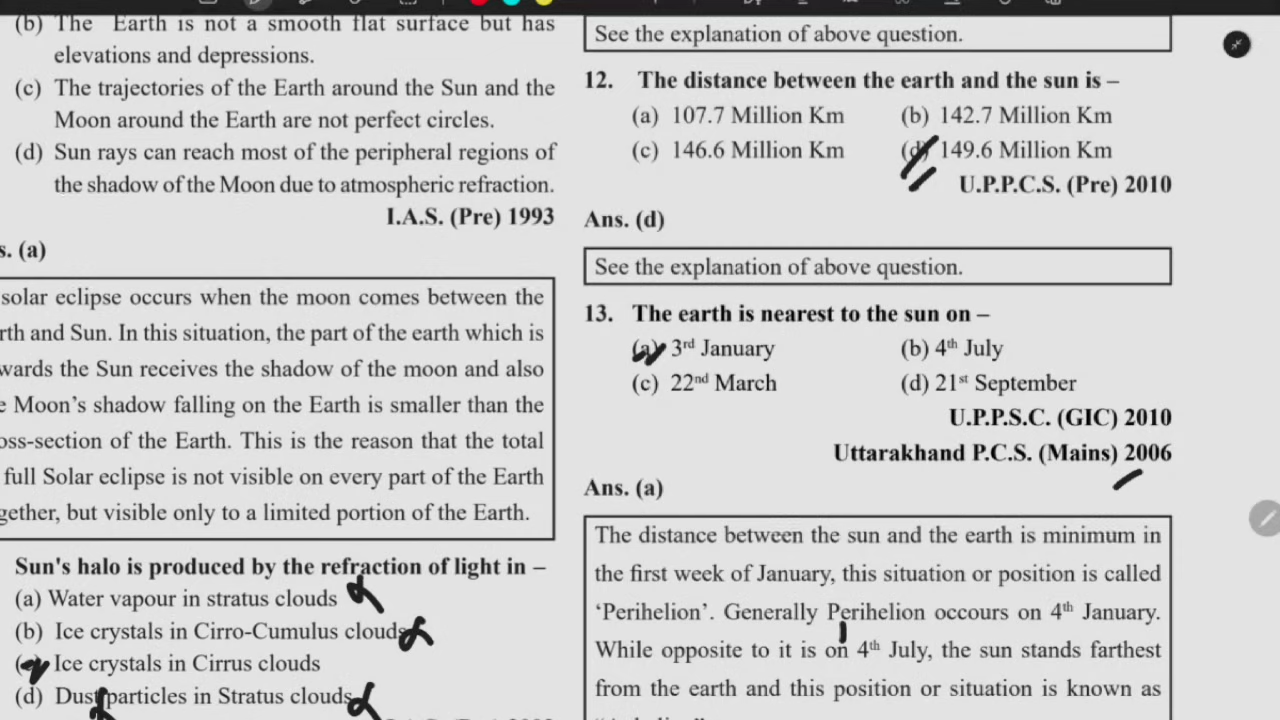 (b) The Earth is not a smooth flat surface but has
elevations and depressions.
(c) The trajectories of the Earth around the Sun and the
Moon around the Earth are not perfect circles.
(d) Sun rays can reach most of the peripheral regions of
the shadow of the Moon due to atmospheric refraction.
I.A.S. (Pre) 1993
s. (a)
solar eclipse occurs when the moon comes between the
rth and Sun. In this situation, the part of the earth which is
wards the Sun receives the shadow of the moon and also
e Moon's shadow falling on the Earth is smaller than the
oss-section of the Earth. This is the reason that the total
full Solar eclipse is not visible on every part of the Earth
gether, but visible only to a limited portion of the Earth.
Sun's halo is produced by the refraction of light in –
(a) Water vapour in stratus clouds
(b) Ice crystals in Cirro-Cumulus clouds
Ice crystals in Cirrus clouds
(d) Dust particles in Stratus clouds
See the explanation of above question.
12. The distance between the earth and the sun is –
(a) 107.7 Million Km (b) 142.7 Million Km
(c) 146.6 Million Km (d) 149.6 Million Km
U.P.P.C.S. (Pre) 2010
Ans. (d)
See the explanation of above question.
13. The earth is nearest to the sun on –
(a) 3rd January (b) 4th July
(c) 22nd March (d) 21st September
U.P.P.S.C. (GIC) 2010
Uttarakhand P.C.S. (Mains) 2006
Ans. (a)
The distance between the sun and the earth is minimum in
the first week of January, this situation or position is called
‘Perihelion’. Generally Perihelion occurs on 4th January.
While opposite to it is on 4th July, the sun stands farthest
from the earth and this position or situation is known as